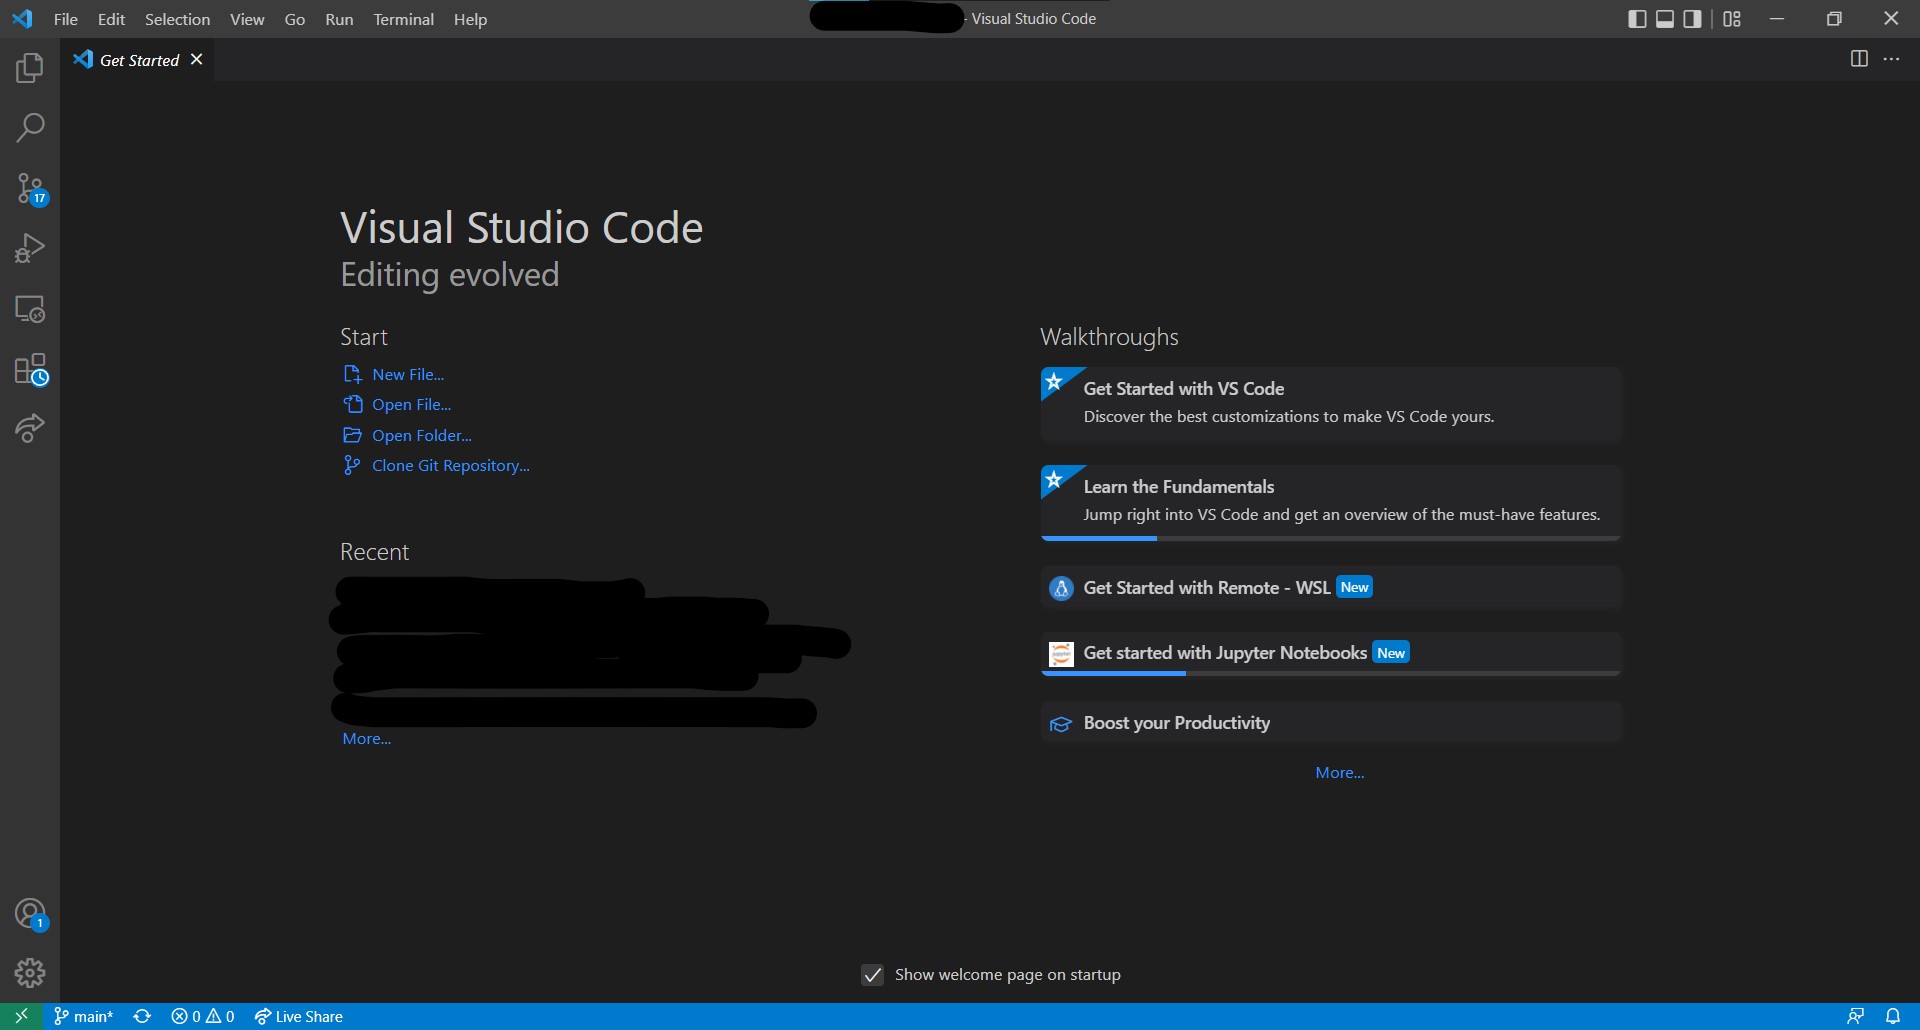 File Edit Selection View Go Run Terminal Help
- Visual Studio Code
Get Started
17
Visual Studio Code
Editing evolved
Start
New File...
Open File...
Open Folder...
Clone Git Repository...
Recent
More...
Walkthroughs
Get Started with VS Code
Discover the best customizations to make VS Code yours.
Learn the Fundamentals
Jump right into VS Code and get an overview of the must-have features.
Get Started with Remote - WSL New
Get started with Jupyter Notebooks New
Boost your Productivity
More...
1
Show welcome page on startup
main* 0 0 Live Share